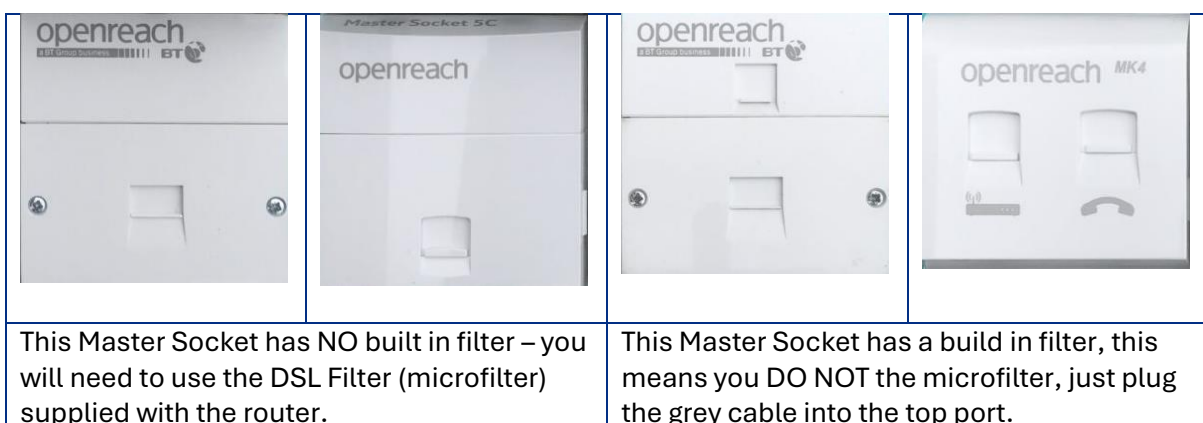 openreach
a BT Group business BT
Master Socket 5C
openreach
openreach
a BT Group business BT
openreach MK4
This Master Socket has NO built in filter – you
will need to use the DSL Filter (microfilter)
supplied with the router.
This Master Socket has a build in filter, this
means you DO NOT the microfilter, just plug
the grey cable into the top port.